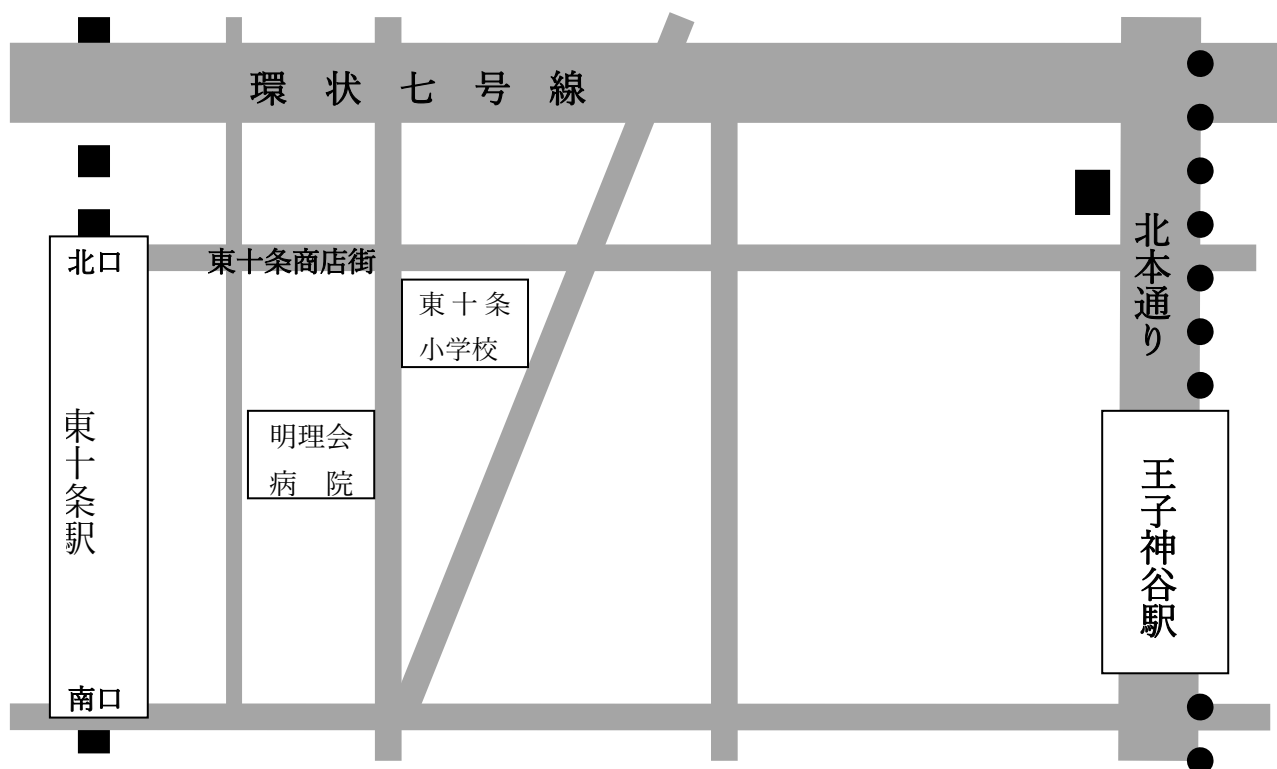 環状七号線
北口
東十条商店街
東十条
小学校
北本通り
明理会
病院
東十条駅
王子神谷駅
南口